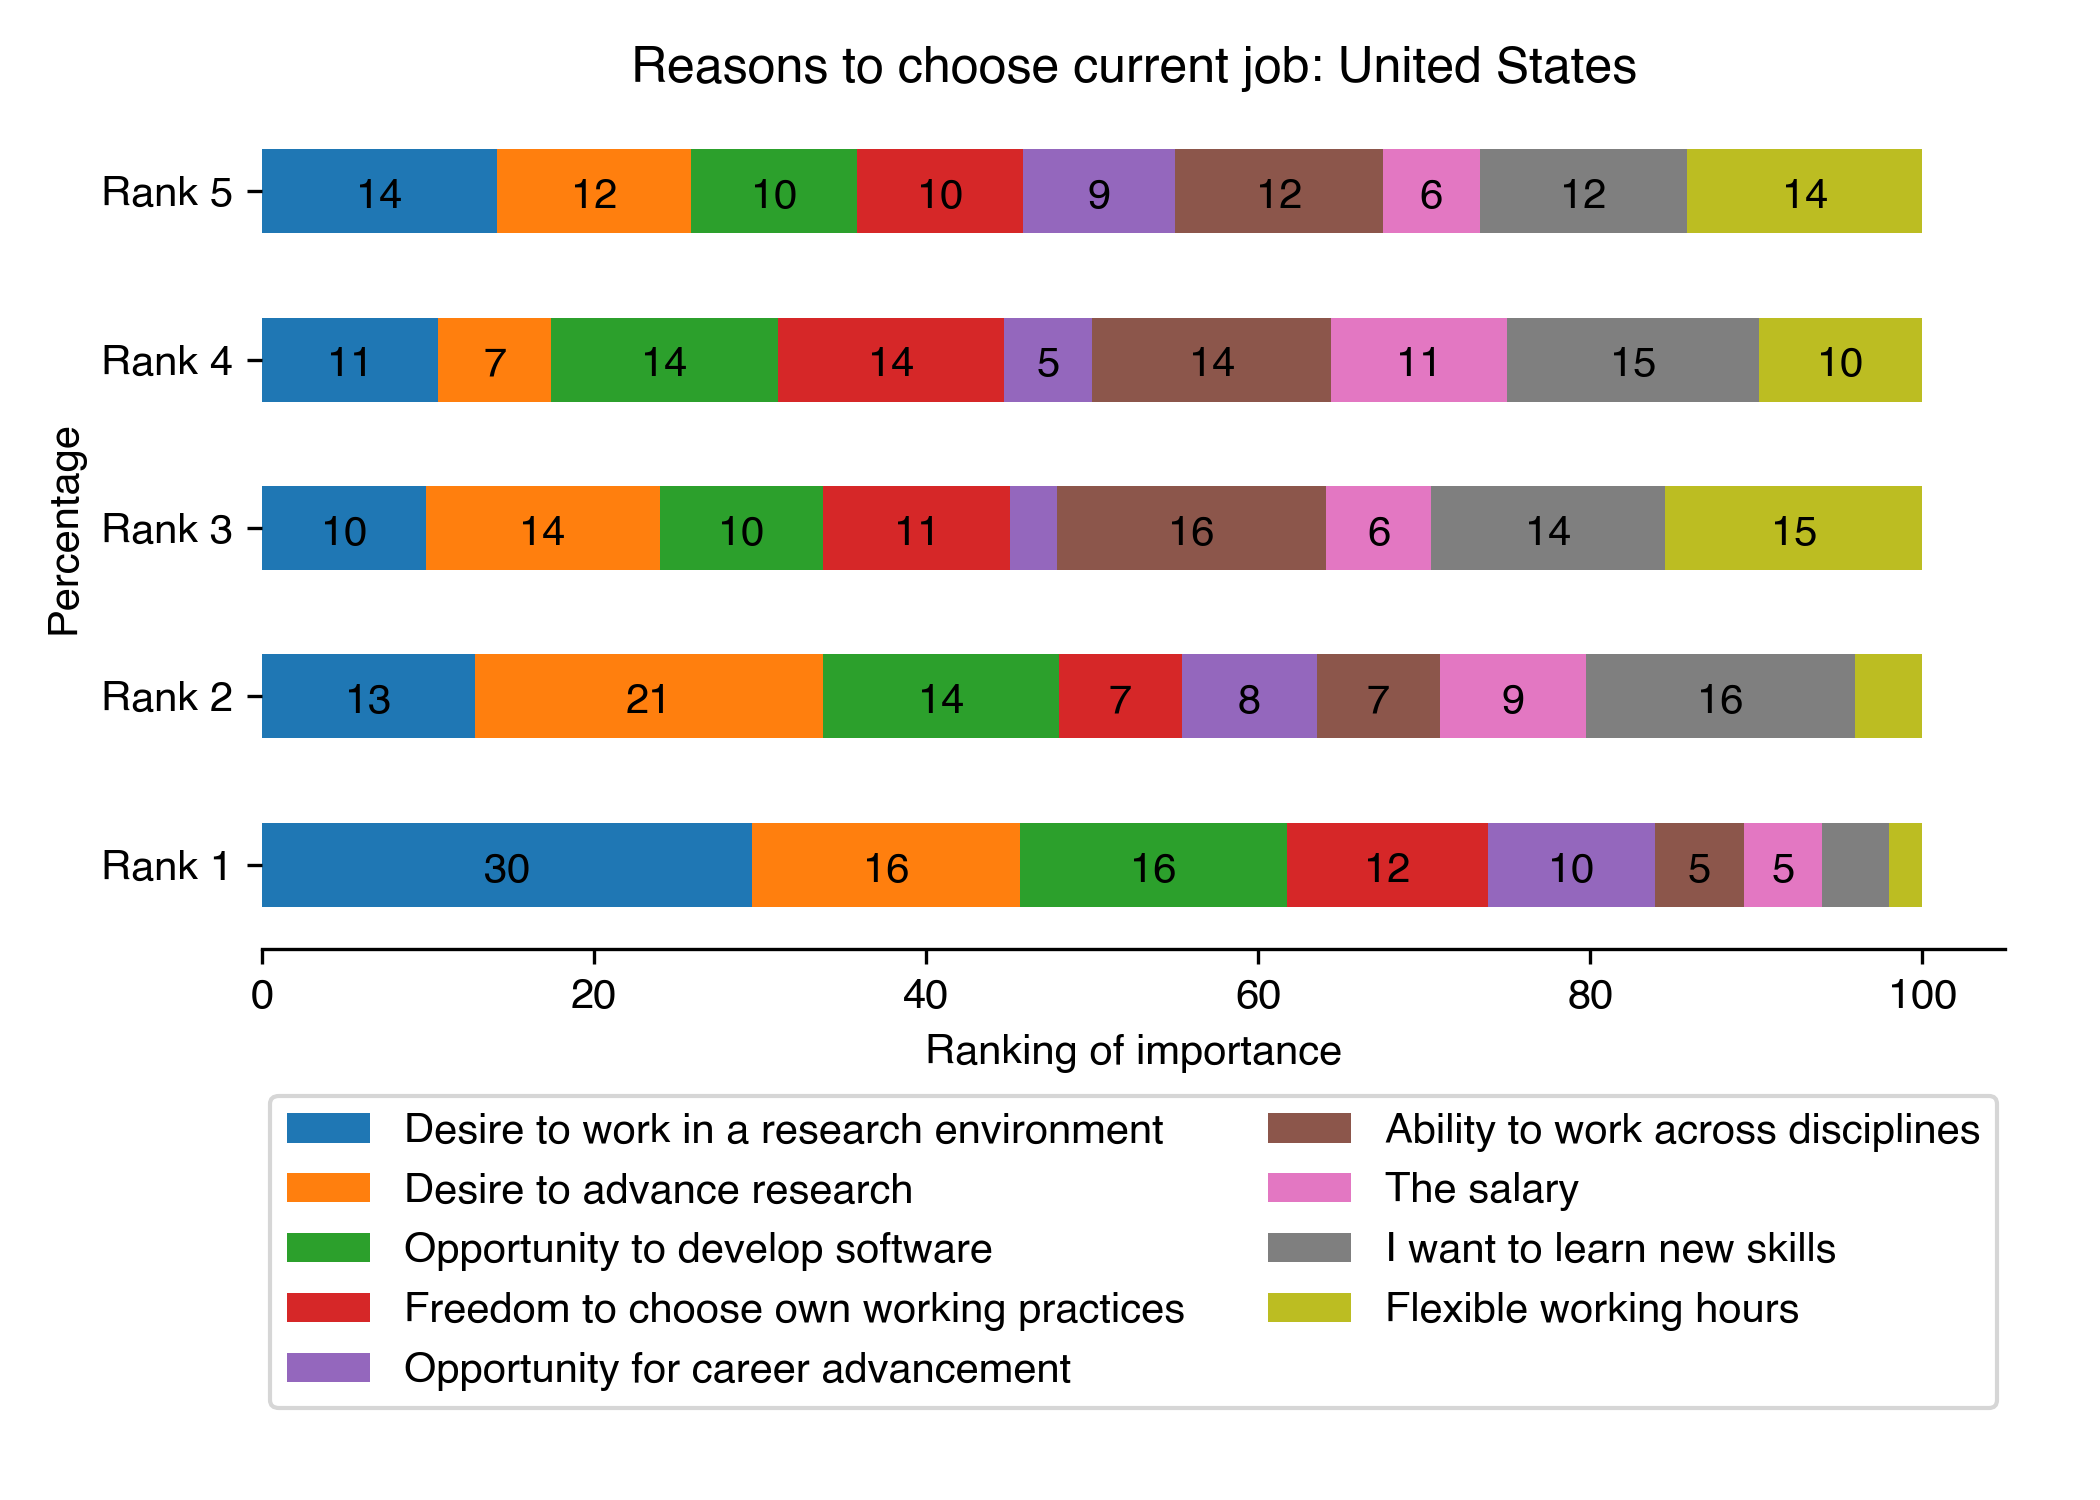 Reasons to choose current job: United States
Rank 5 14 12 10 10 9 12 6 12 14
Rank 4 11 7 14 14 5 14 11 15 10
Percentage
Rank 3 10 14 10 11 16 6 14 15
Rank 2 13 21 14 7 8 7 9 16
Rank 1 30 16 16 12 10 5 5
0 20 40 60 80 100
Ranking of importance
Desire to work in a research environment
Desire to advance research
Opportunity to develop software
Freedom to choose own working practices
Opportunity for career advancement
Ability to work across disciplines
The salary
I want to learn new skills
Flexible working hours